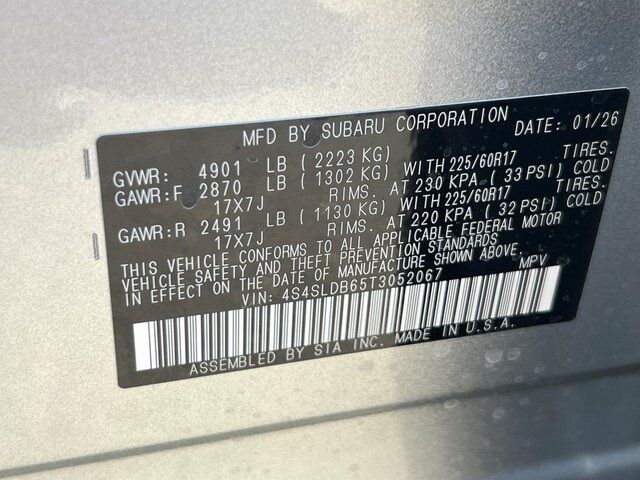 MFD BY SUBARU CORPORATION DATE: 01/26
GVWR: 4901 LB (2223 KG)
GAWR:F 2870 LB (1302 KG) WITH 225/60R17 TIRES.
17X7J RIMS. AT 230 KPA (33 PSI) COLD
GAWR:R 2491 LB (1130 KG) WITH 225/60R17 TIRES.
17X7J RIMS. AT 220 KPA (32 PSI) COLD
THIS VEHICLE CONFORMS TO ALL APPLICABLE FEDERAL MOTOR
VEHICLE SAFETY AND THEFT PREVENTION STANDARDS
IN EFFECT ON THE DATE OF MANUFACTURE SHOWN ABOVE.
VIN: 4S4SLDB65T3052067 MPV
ASSEMBLED BY SIA INC. MADE IN U.S.A.